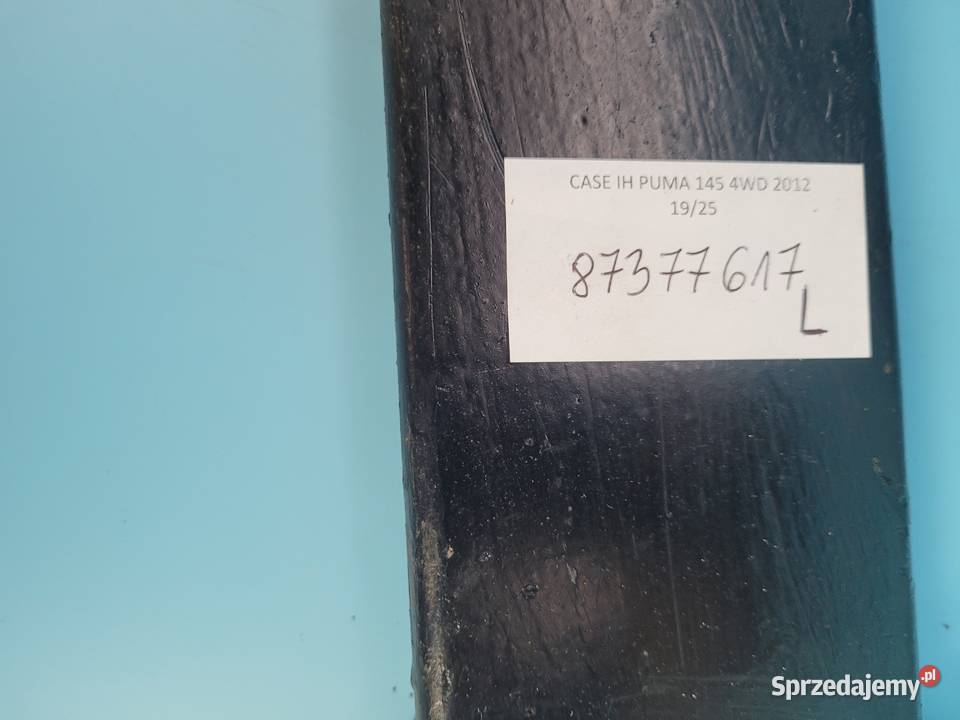 CASE IH PUMA 145 4WD 2012
19/25
87377617
L
Sprzedajemy.pl